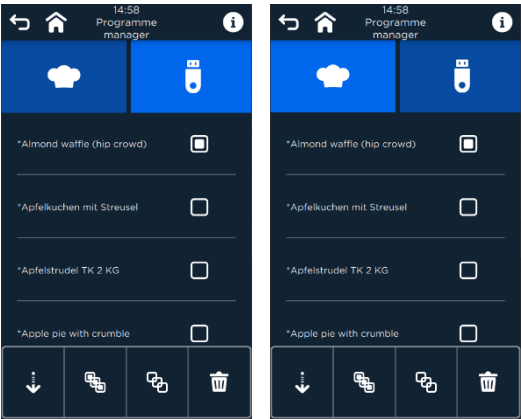 14:58
Programme
manager
i
*Almond waffle (hip crowd)
*Apfelkuchen mit Streusel
*Apfelstrudel TK 2 KG
*Apple pie with crumble
14:58
Programme
manager
i
*Almond waffle (hip crowd)
*Apfelkuchen mit Streusel
*Apfelstrudel TK 2 KG
*Apple pie with crumble